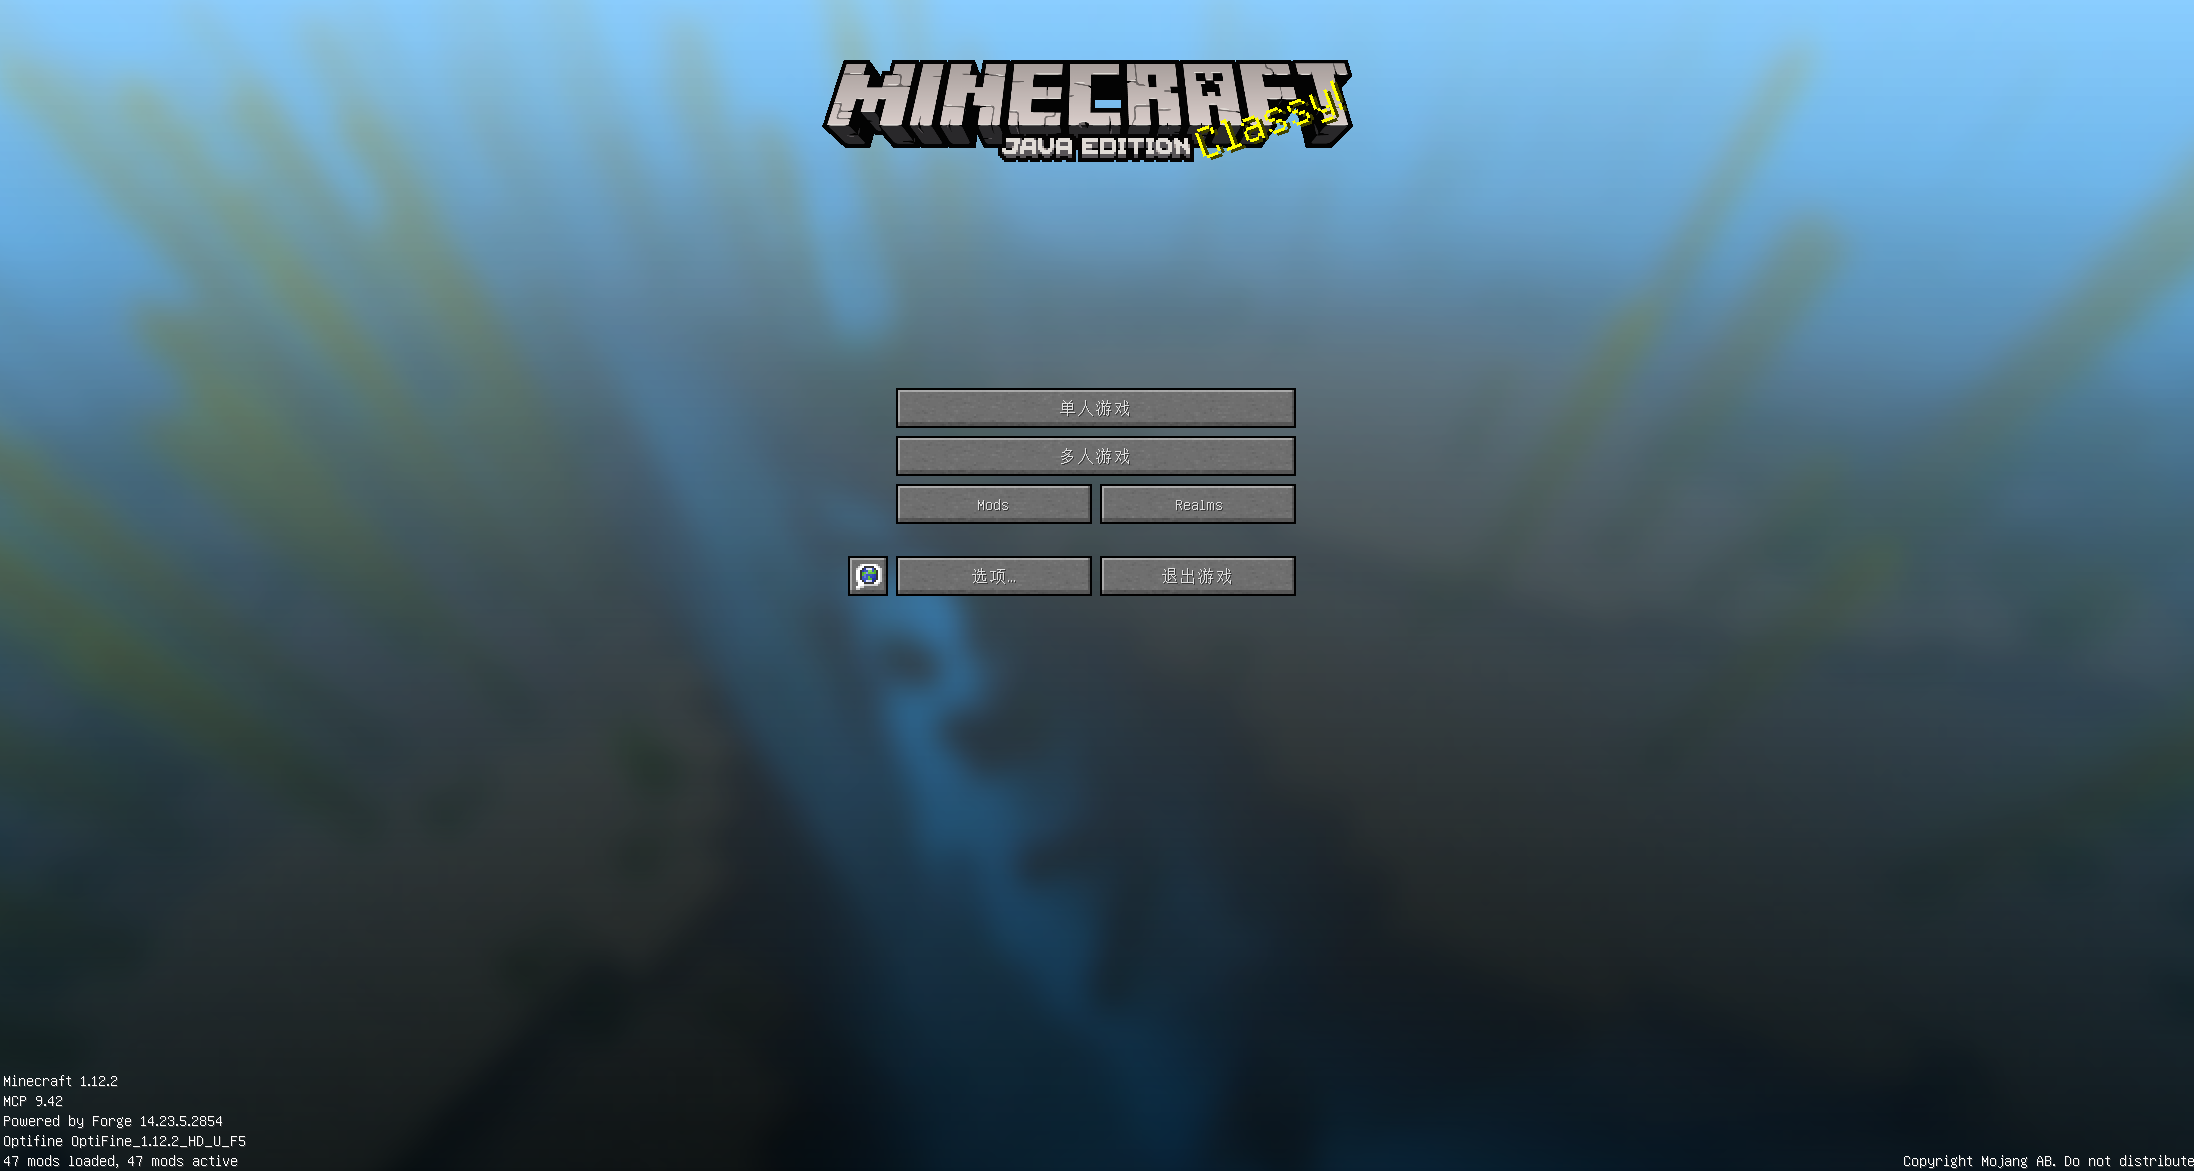 MINECRAFT
JAVA EDITION
Classy!
单人游戏
多人游戏
Mods
Realms
选项...
退出游戏
Minecraft 1.12.2
MCP 9.42
Powered by Forge 14.23.5.2854
Optifine OptiFine_1.12.2_HD_U_F5
47 mods loaded, 47 mods active
Copyright Mojang AB. Do not distribute